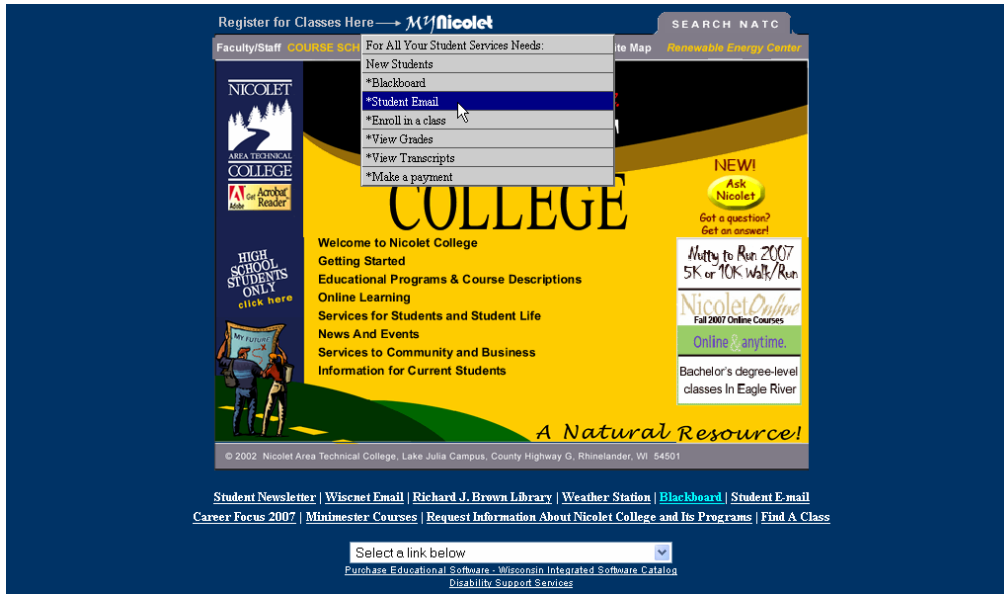 Register for Classes Here MYNicolet
SEARCH NATC
Faculty/Staff COURSE SCH ite Map Renewable Energy Center
For All Your Student Services Needs:
New Students
*Blackboard
*Student Email
*Enroll in a class
*View Grades
*View Transcripts
*Make a payment
NICOLET
AREA TECHNICAL
COLLEGE
Get Acrobat
Adobe Reader
HIGH
SCHOOL
STUDENTS
ONLY
click here
MY FUTURE
COLLEGE
Welcome to Nicolet College
Getting Started
Educational Programs & Course Descriptions
Online Learning
Services for Students and Student Life
News And Events
Services to Community and Business
Information for Current Students
NEW!
Ask
Nicolet
Got a question?
Get an answer!
Nutty to Run 2007
5K or 10K Walk/Run
Nicolet Online
Fall 2007 Online Courses
Online & anytime.
Bachelor's degree-level
classes In Eagle River
A Natural Resource!
© 2002 Nicolet Area Technical College, Lake Julia Campus, County Highway G, Rhinelander, WI 54501
Student Newsletter | Wiscnet Email | Richard J. Brown Library | Weather Station | Blackboard | Student E-mail
Career Focus 2007 | Minimester Courses | Request Information About Nicolet College and Its Programs | Find A Class
Select a link below
Purchase Educational Software - Wisconsin Integrated Software Catalog
Disability Support Services